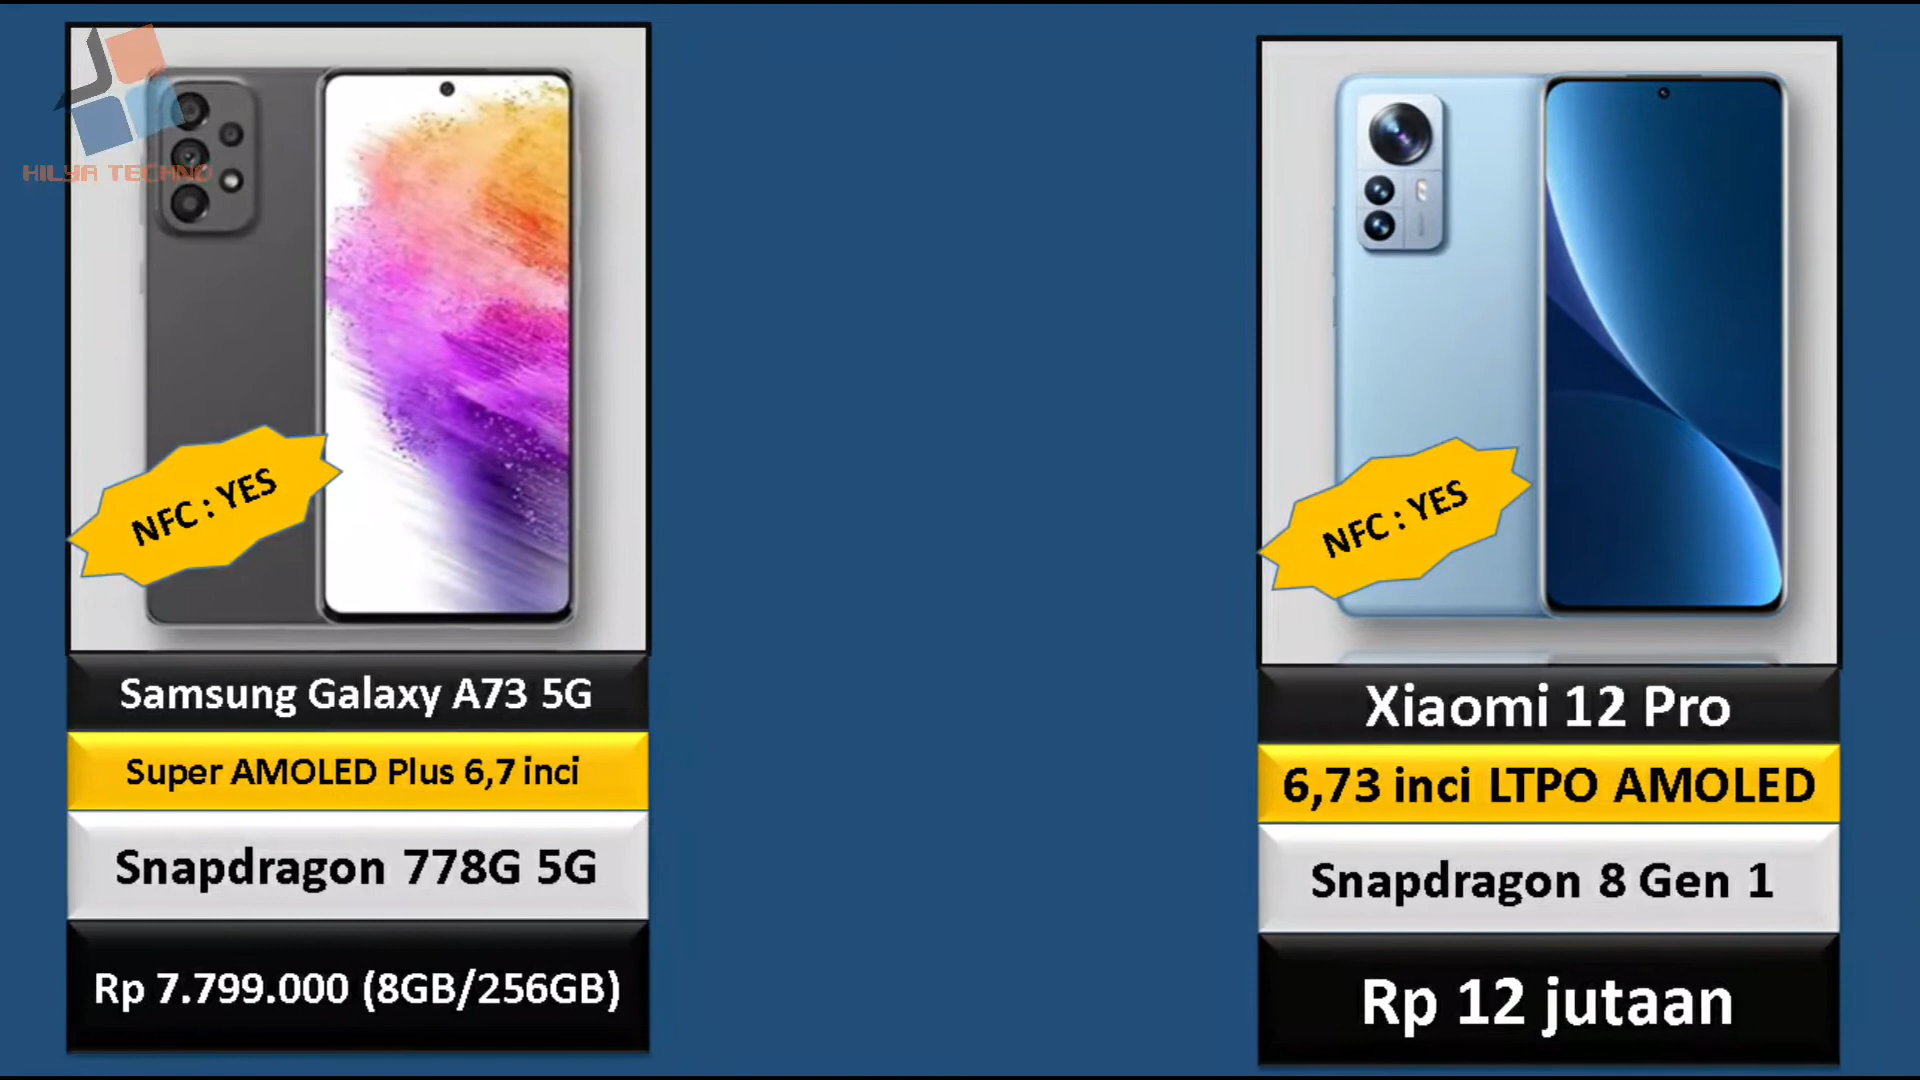 HILYA TECHNO
NFC : YES
Samsung Galaxy A73 5G
Super AMOLED Plus 6,7 inci
Snapdragon 778G 5G
Rp 7.799.000 (8GB/256GB)
NFC : YES
Xiaomi 12 Pro
6,73 inci LTPO AMOLED
Snapdragon 8 Gen 1
Rp 12 jutaan